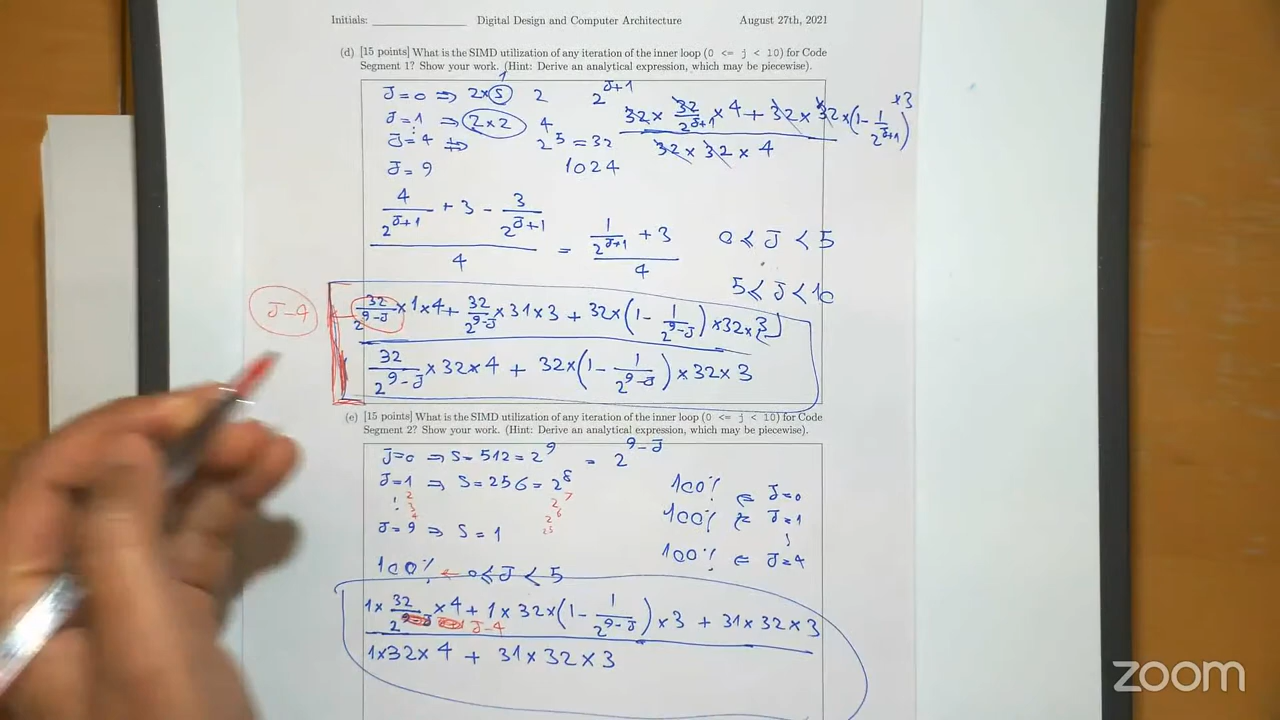 Initials: ____________ Digital Design and Computer Architecture August 27th, 2021
(d) [15 points] What is the SIMD utilization of any iteration of the inner loop (0 <= j < 10) for Code
Segment 1? Show your work. (Hint: Derive an analytical expression, which may be piecewise).
J=0 ⇒ 2×S 1 2 2^{J+1}
J=1 ⇒ 2×2 4
J=4 ⇒ 2^5 = 32
J=9 1024
32 × 32/2^{J+1} × 4 + 32 × 32 × (1 - 1/2^{J+1}) ×3
32 × 32 × 4
4/2^{J+1} + 3 - 3/2^{J+1}
4
=
1/2^{J+1} + 3
4
0 ≤ J < 5
5 ≤ J < 10
J-4
32/2^{9-J} × 1 × 4 + 32/2^{9-J} × 31 × 3 + 32 × (1 - 1/2^{9-J}) × 32 × 3
32/2^{9-J} × 32 × 4 + 32 × (1 - 1/2^{9-J}) × 32 × 3
(e) [15 points] What is the SIMD utilization of any iteration of the inner loop (0 <= j < 10) for Code
Segment 2? Show your work. (Hint: Derive an analytical expression, which may be piecewise).
J=0 ⇒ S = 512 = 2^9 = 2^{9-J}
J=1 ⇒ S = 256 = 2^8
2 2^7
3 2^6
4 2^5
J=9 ⇒ S = 1
100% ⇐ J=0
100% ⇐ J=1
100% ⇐ J=4
100% ← 0 ≤ J < 5
1 × 32/2 J-4 × 4 + 1 × 32 × (1 - 1/2^{9-J}) × 3 + 31 × 32 × 3
1 × 32 × 4 + 31 × 32 × 3
zoom